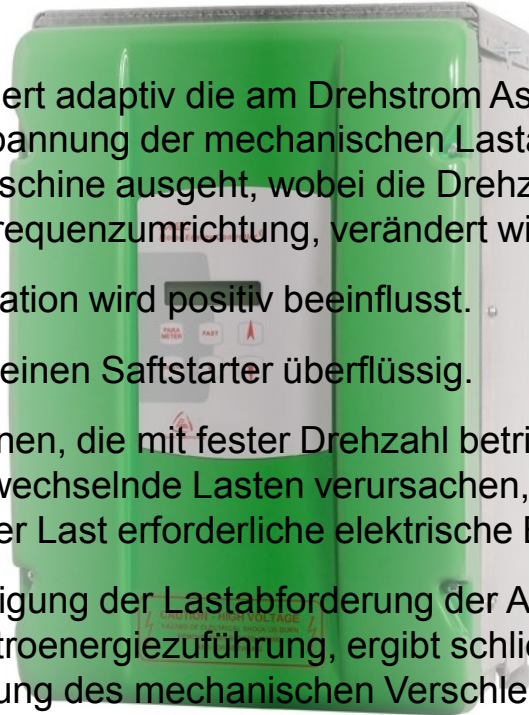 ert adaptiv die am Drehstrom As
annung der mechanischen Lasta
schine ausgeht, wobei die Drehz
requenzumrichtung, verändert wi
ation wird positiv beeinflusst.
einen Saftstarter überflüssig.
nen, die mit fester Drehzahl betri
wechselnde Lasten verursachen,
er Last erforderliche elektrische E
igung der Lastabforderung der A
troenergiezuführung, ergibt schlie
ung des mechanischen Verschle
PARA
METER
FAST
CAUTION - HIGH VOLTAGE